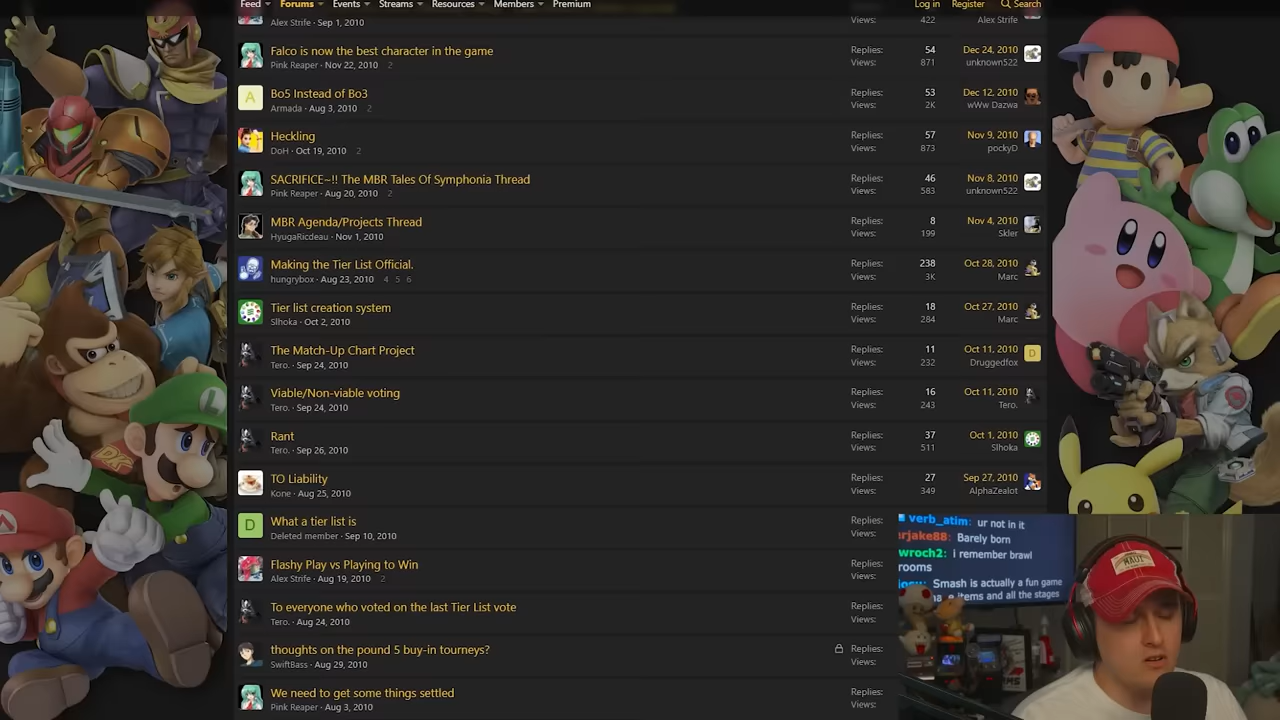 Feed Forums Events Streams Resources Members Premium Log in Register Search
Alex Strife · Sep 1, 2010 Views: 422 Alex Strife
Falco is now the best character in the game Replies: 54 Dec 24, 2010
Pink Reaper · Nov 22, 2010 2 Views: 871 unknown522
A Bo5 Instead of Bo3 Replies: 53 Dec 12, 2010
Armada · Aug 3, 2010 2 Views: 2K wWw Dazwa
Heckling Replies: 57 Nov 9, 2010
DoH · Oct 19, 2010 2 Views: 873 pockyD
SACRIFICE~!! The MBR Tales Of Symphonia Thread Replies: 46 Nov 8, 2010
Pink Reaper · Aug 20, 2010 2 Views: 583 unknown522
MBR Agenda/Projects Thread Replies: 8 Nov 4, 2010
HyugaRicdeau · Nov 1, 2010 Views: 199 Skler
Making the Tier List Official. Replies: 238 Oct 28, 2010
hungrybox · Aug 23, 2010 4 5 6 Views: 3K Marc
Tier list creation system Replies: 18 Oct 27, 2010
Slhoka · Oct 2, 2010 Views: 284 Marc
The Match-Up Chart Project Replies: 11 Oct 11, 2010 D
Tero. · Sep 24, 2010 Views: 232 Druggedfox
Viable/Non-viable voting Replies: 16 Oct 11, 2010
Tero. · Sep 24, 2010 Views: 243 Tero.
Rant Replies: 37 Oct 1, 2010
Tero. · Sep 26, 2010 Views: 511 Slhoka
TO Liability Replies: 27 Sep 27, 2010
Kone · Aug 25, 2010 Views: 349 AlphaZealot
D What a tier list is Replies:
Deleted member · Sep 10, 2010 Views:
Flashy Play vs Playing to Win Replies:
Alex Strife · Aug 19, 2010 2 Views:
To everyone who voted on the last Tier List vote Replies:
Tero. · Aug 24, 2010 Views:
thoughts on the pound 5 buy-in tourneys? Replies:
SwiftBass · Aug 29, 2010 Views:
We need to get some things settled Replies:
Pink Reaper · Aug 3, 2010 Views:
verb_atim: ur not in it
rjake88: Barely born
wroch2: i remember brawl
rooms
Smash is actually a fun game
items and all the stages
DK